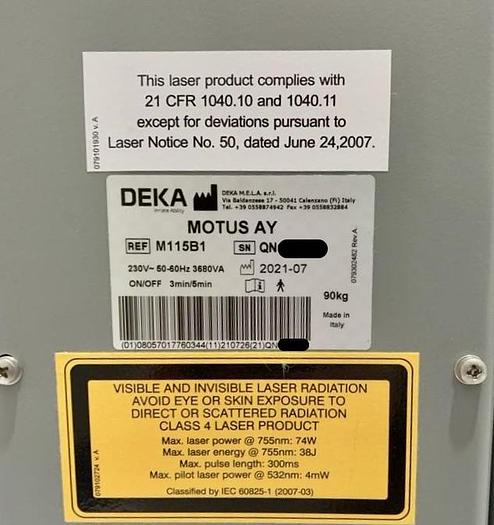 This laser product complies with
21 CFR 1040.10 and 1040.11
except for deviations pursuant to
Laser Notice No. 50, dated June 24,2007.
079101930 v. A
DEKA
Innate Ability
DEKA M.E.L.A. s.r.l.
Via Baldanzese 17 - 50041 Calenzano (FI) Italy
Tel. +39 0558874942 Fax +39 0558832884
MOTUS AY
REF M115B1
SN QN
230V~ 50-60Hz 3680VA
2021-07
ON/OFF 3min/5min
90kg
Made in
Italy
079302482 Rev.A
(01)08057017760344(11)210726(21)QN
VISIBLE AND INVISIBLE LASER RADIATION
AVOID EYE OR SKIN EXPOSURE TO
DIRECT OR SCATTERED RADIATION
CLASS 4 LASER PRODUCT
Max. laser power @ 755nm: 74W
Max. laser energy @ 755nm: 38J
Max. pulse length: 300ms
Max. pilot laser power @ 532nm: 4mW
Classified by IEC 60825-1 (2007-03)
079102724 v. A